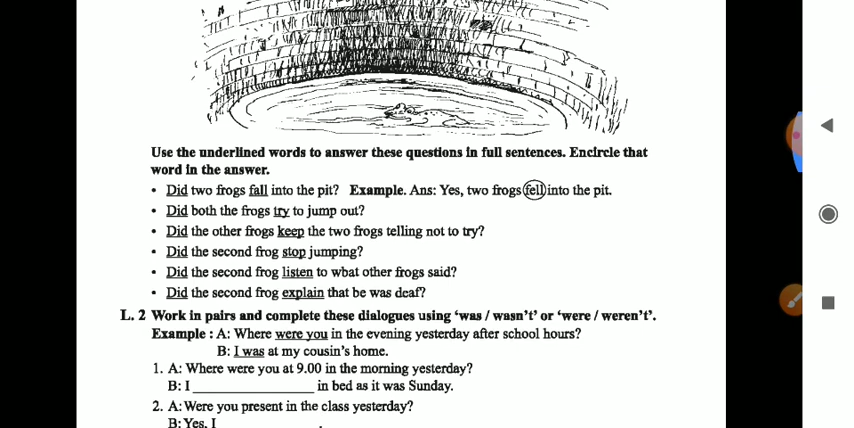 Use the underlined words to answer these questions in full sentences. Encircle that
word in the answer.
• Did two frogs fall into the pit? Example. Ans: Yes, two frogs fell into the pit.
• Did both the frogs try to jump out?
• Did the other frogs keep the two frogs telling not to try?
• Did the second frog stop jumping?
• Did the second frog listen to what other frogs said?
• Did the second frog explain that be was deaf?
L. 2 Work in pairs and complete these dialogues using ‘was / wasn’t’ or ‘were / weren’t’.
Example : A: Where were you in the evening yesterday after school hours?
B: I was at my cousin’s home.
1. A: Where were you at 9.00 in the morning yesterday?
B: I ________________ in bed as it was Sunday.
2. A: Were you present in the class yesterday?
B: Yes, I ______________.